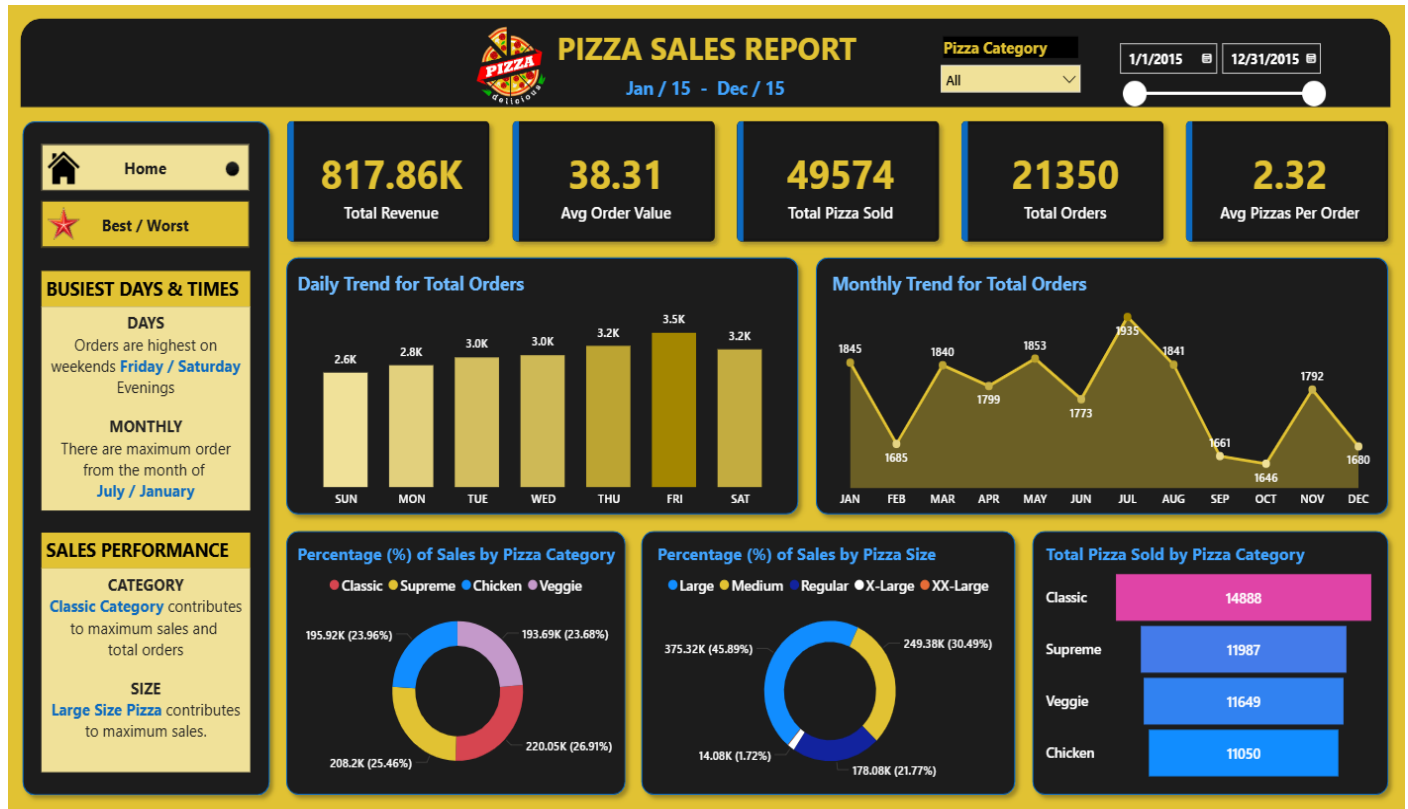 PIZZA
delicious
PIZZA SALES REPORT
Jan / 15 - Dec / 15
Pizza Category
All
1/1/2015
12/31/2015
Home
Best / Worst
BUSIEST DAYS & TIMES
DAYS
Orders are highest on
weekends Friday / Saturday
Evenings
MONTHLY
There are maximum order
from the month of
July / January
SALES PERFORMANCE
CATEGORY
Classic Category contributes
to maximum sales and
total orders
SIZE
Large Size Pizza contributes
to maximum sales.
817.86K
Total Revenue
38.31
Avg Order Value
49574
Total Pizza Sold
21350
Total Orders
2.32
Avg Pizzas Per Order
Daily Trend for Total Orders
2.6K
2.8K
3.0K
3.0K
3.2K
3.5K
3.2K
SUN MON TUE WED THU FRI SAT
Monthly Trend for Total Orders
1845
1685
1840
1799
1853
1773
1935
1841
1661
1646
1792
1680
JAN FEB MAR APR MAY JUN JUL AUG SEP OCT NOV DEC
Percentage (%) of Sales by Pizza Category
Classic Supreme Chicken Veggie
195.92K (23.96%)
193.69K (23.68%)
220.05K (26.91%)
208.2K (25.46%)
Percentage (%) of Sales by Pizza Size
Large Medium Regular X-Large XX-Large
375.32K (45.89%)
249.38K (30.49%)
14.08K (1.72%)
178.08K (21.77%)
Total Pizza Sold by Pizza Category
Classic 14888
Supreme 11987
Veggie 11649
Chicken 11050